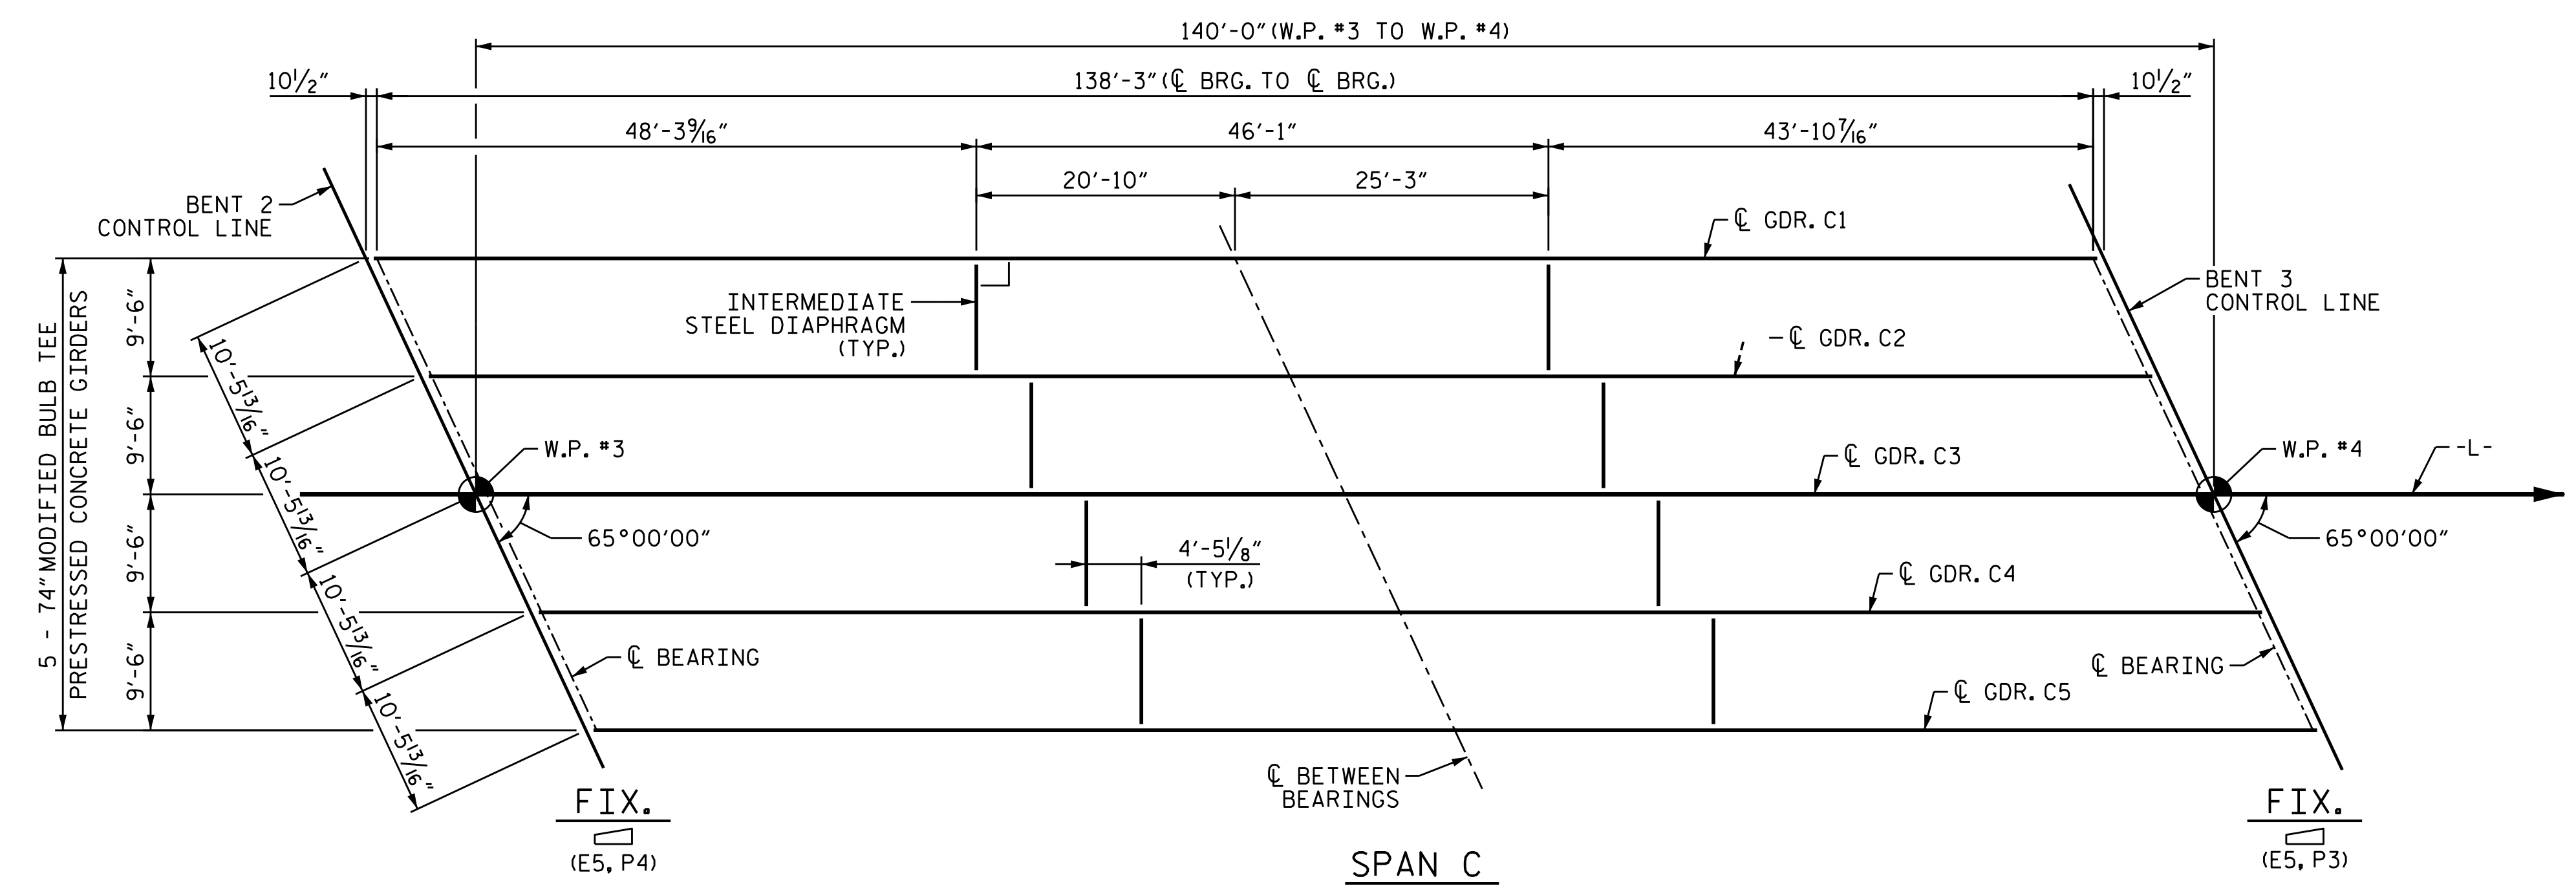 140'-0" (W.P. #3 TO W.P. #4)
10½"
138'-3" (℄ BRG. TO ℄ BRG.)
10½"
48'-3 9/16"
46'-1"
43'-10 7/16"
20'-10"
25'-3"
BENT 2
CONTROL LINE
℄ GDR. C1
BENT 3
CONTROL LINE
INTERMEDIATE
STEEL DIAPHRAGM
(TYP.)
℄ GDR. C2
5 - 74" MODIFIED BULB TEE
PRESTRESSED CONCRETE GIRDERS
9'-6"
9'-6"
9'-6"
9'-6"
10'-5 13/16"
10'-5 13/16"
10'-5 13/16"
10'-5 13/16"
W.P. #3
℄ GDR. C3
W.P. #4
-L-
65°00'00"
65°00'00"
4'-5⅛"
(TYP.)
℄ GDR. C4
℄ BEARING
℄ BEARING
℄ GDR. C5
℄ BETWEEN
BEARINGS
FIX.
(E5, P4)
FIX.
(E5, P3)
SPAN C